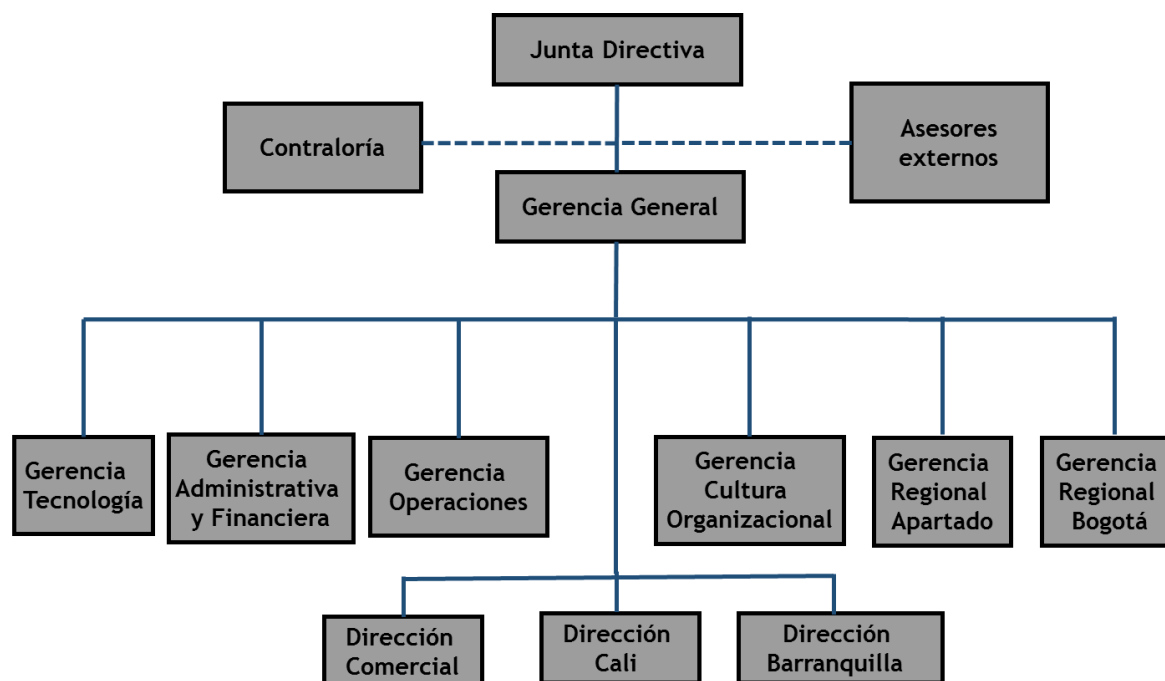 Junta Directiva
Contraloría
Asesores
externos
Gerencia General
Gerencia
Tecnología
Gerencia
Administrativa
y Financiera
Gerencia
Operaciones
Gerencia
Cultura
Organizacional
Gerencia
Regional
Apartado
Gerencia
Regional
Bogotá
Dirección
Comercial
Dirección
Cali
Dirección
Barranquilla